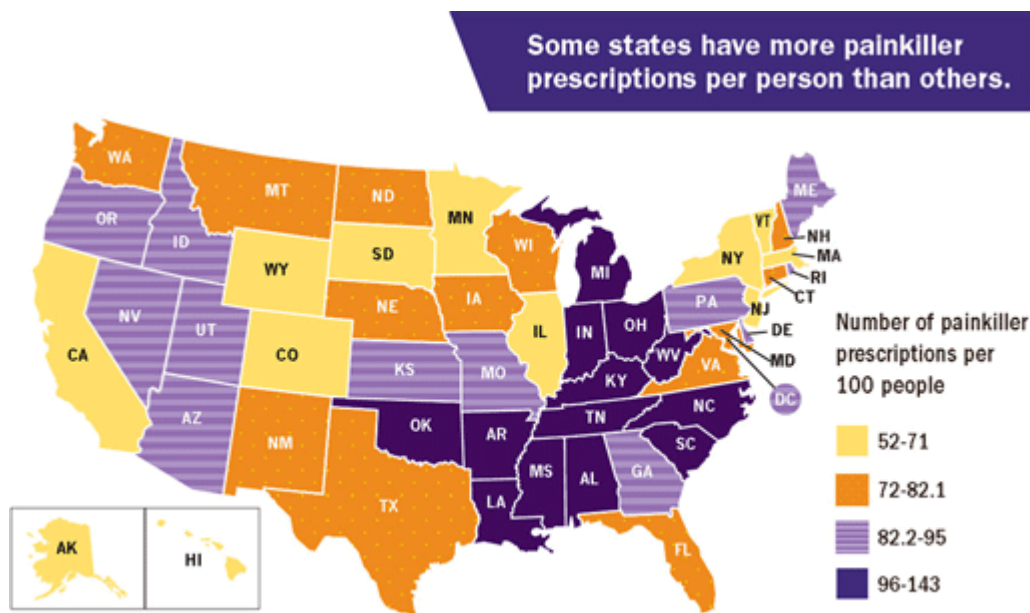 Some states have more painkiller
prescriptions per person than others.
WA
MT
ND
MN
ME
OR
ID
WY
SD
WI
MI
NY
VT
NH
MA
RI
CT
NV
UT
CO
NE
IA
IL
IN
OH
PA
NJ
DE
MD
DC
CA
AZ
NM
KS
MO
KY
WV
VA
OK
AR
TN
NC
SC
TX
LA
MS
AL
GA
FL
AK
HI
Number of painkiller
prescriptions per
100 people
52-71
72-82.1
82.2-95
96-143